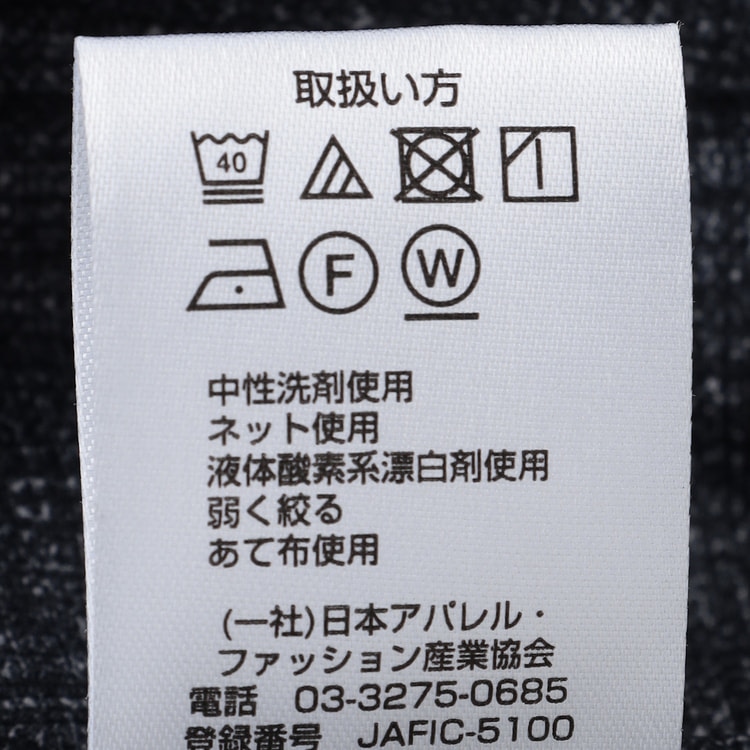 取扱い方
40
F W
中性洗剤使用
ネット使用
液体酸素系漂白剤使用
弱く絞る
あて布使用
(一社)日本アパレル・
ファッション産業協会
電話 03-3275-0685
登録番号 JAFIC-5100